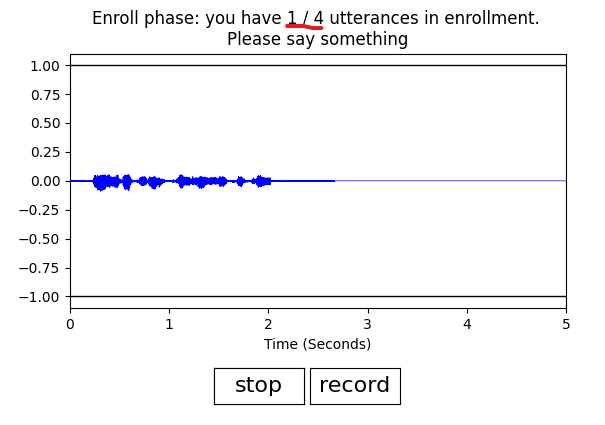 Enroll phase: you have 1 / 4 utterances in enrollment.
Please say something
1.00
0.75
0.50
0.25
0.00
−0.25
−0.50
−0.75
−1.00
0 1 2 3 4 5
Time (Seconds)
stop record